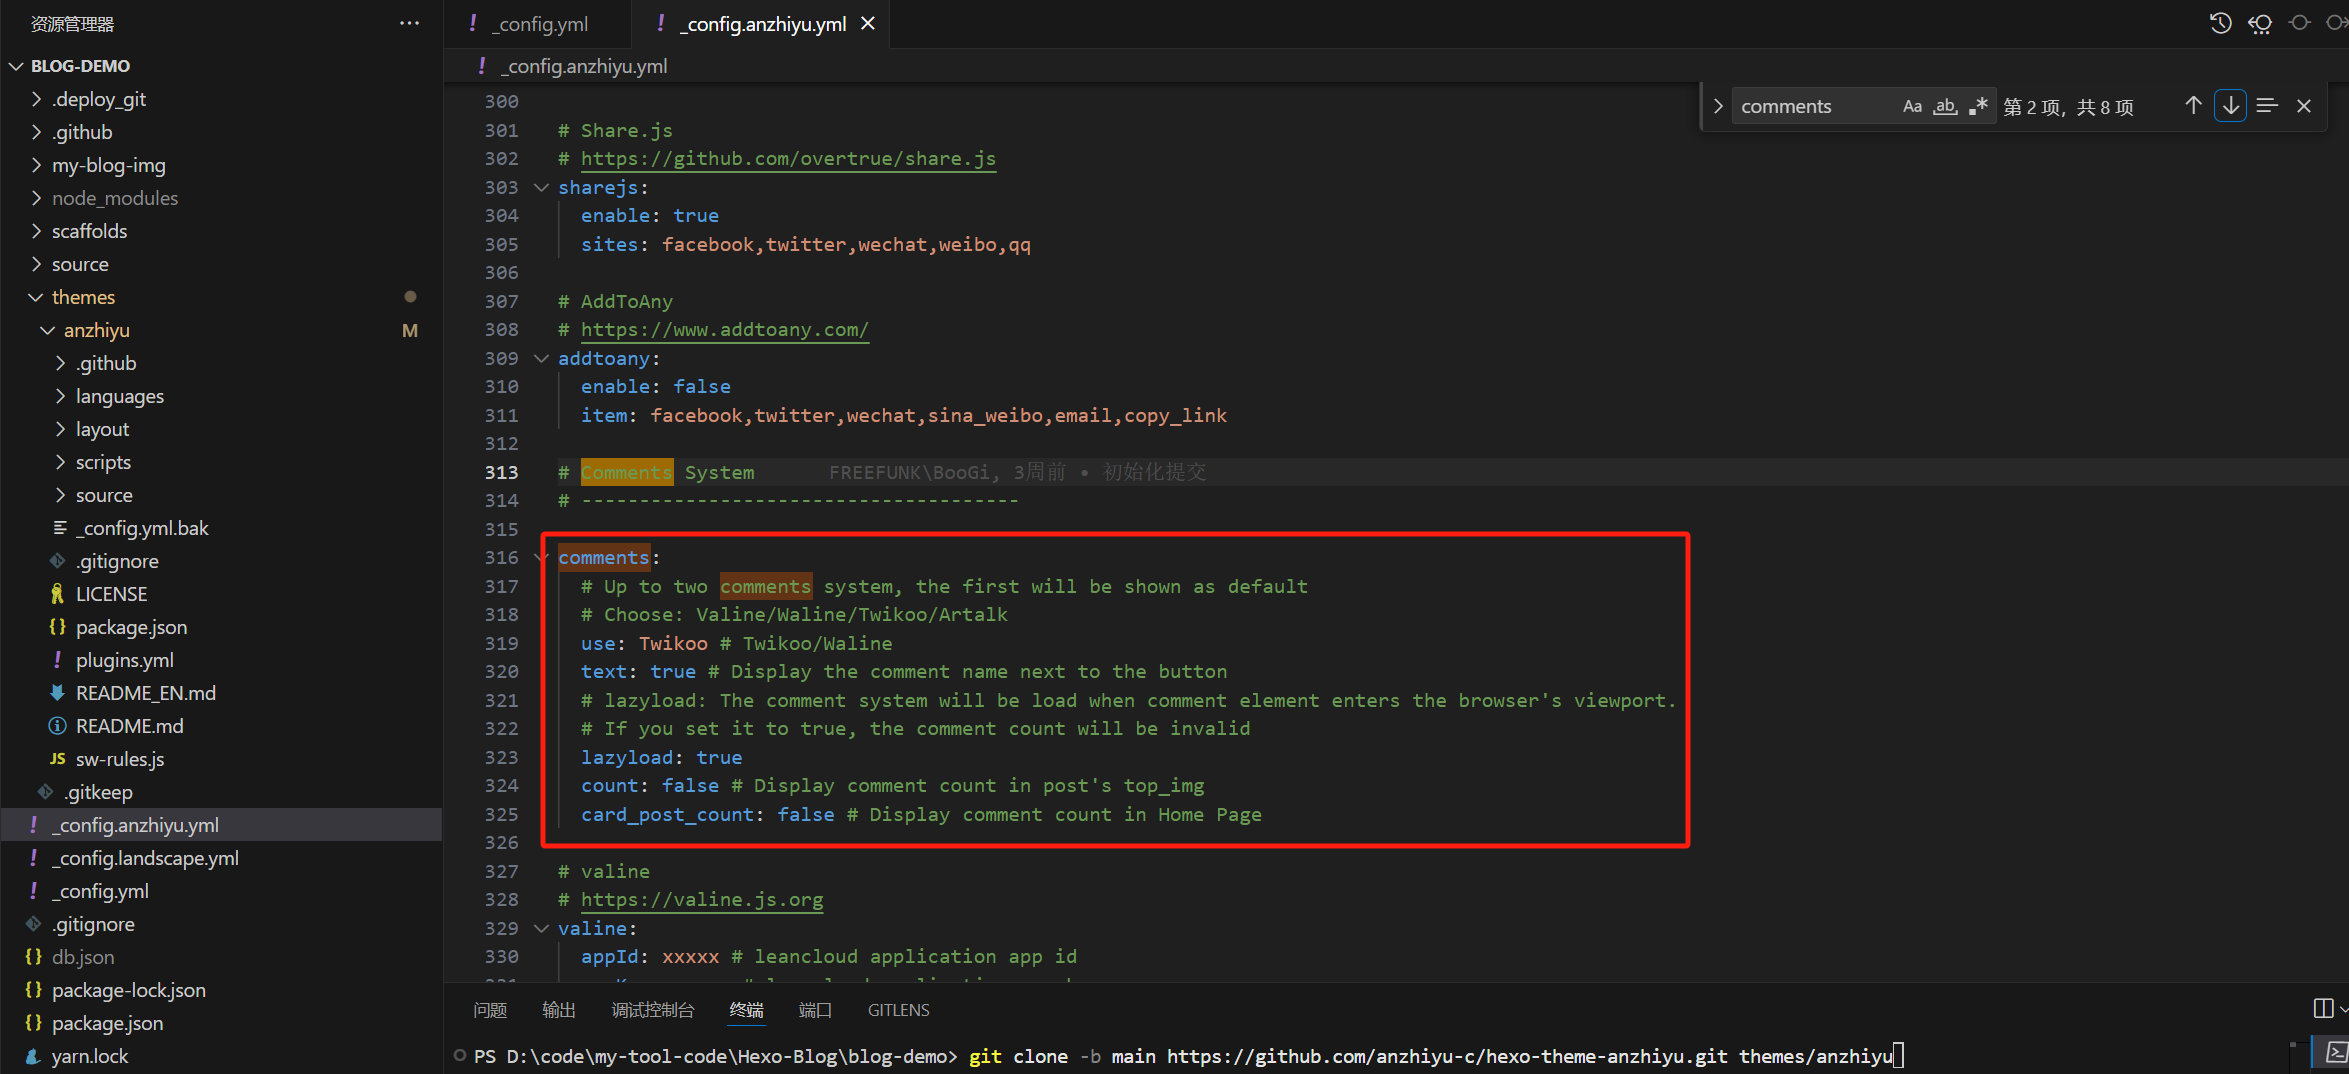 资源管理器
BLOG-DEMO
.deploy_git
.github
my-blog-img
node_modules
scaffolds
source
themes
anzhiyu M
.github
languages
layout
scripts
source
_config.yml.bak
.gitignore
LICENSE
package.json
plugins.yml
README_EN.md
README.md
JS sw-rules.js
.gitkeep
_config.anzhiyu.yml
_config.landscape.yml
_config.yml
.gitignore
db.json
package-lock.json
package.json
yarn.lock
_config.yml
_config.anzhiyu.yml
_config.anzhiyu.yml
comments Aa ab .* 第 2 项，共 8 项
300
301 # Share.js
302 # https://github.com/overtrue/share.js
303 sharejs:
304 enable: true
305 sites: facebook,twitter,wechat,weibo,qq
306
307 # AddToAny
308 # https://www.addtoany.com/
309 addtoany:
310 enable: false
311 item: facebook,twitter,wechat,sina_weibo,email,copy_link
312
313 # Comments System FREEFUNK\BooGi, 3周前 • 初始化提交
314 # --------------------------------------
315
316 comments:
317 # Up to two comments system, the first will be shown as default
318 # Choose: Valine/Waline/Twikoo/Artalk
319 use: Twikoo # Twikoo/Waline
320 text: true # Display the comment name next to the button
321 # lazyload: The comment system will be load when comment element enters the browser's viewport.
322 # If you set it to true, the comment count will be invalid
323 lazyload: true
324 count: false # Display comment count in post's top_img
325 card_post_count: false # Display comment count in Home Page
326
327 # valine
328 # https://valine.js.org
329 valine:
330 appId: xxxxx # leancloud application app id
问题 输出 调试控制台 终端 端口 GITLENS
PS D:\code\my-tool-code\Hexo-Blog\blog-demo> git clone -b main https://github.com/anzhiyu-c/hexo-theme-anzhiyu.git themes/anzhiyu